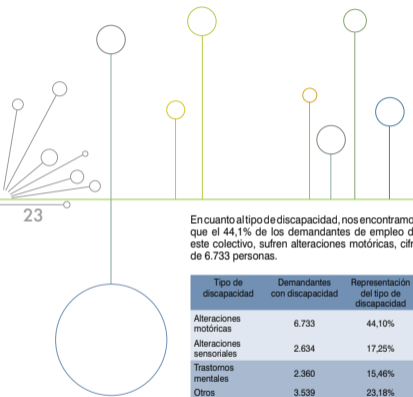 23
En cuanto al tipo de discapacidad, nos encontramo
que el 44,1% de los demandantes de empleo d
este colectivo, sufren alteraciones motóricas, cifr
de 6.733 personas.
Tipo de discapacidad Demandantes con discapacidad Representación del tipo de discapacidad
Alteraciones motóricas 6.733 44,10%
Alteraciones sensoriales 2.634 17,25%
Trastornos mentales 2.360 15,46%
Otros 3.539 23,18%